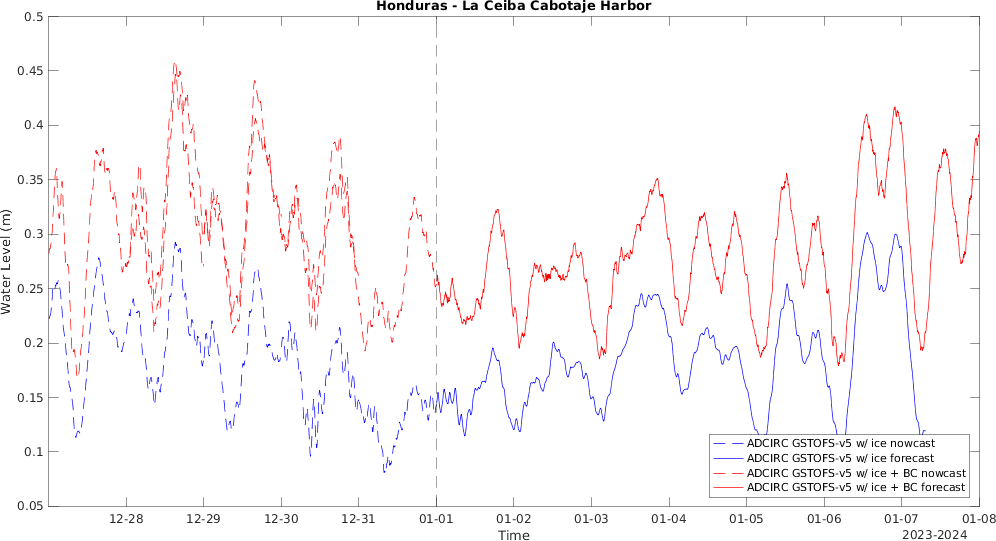 Honduras - La Ceiba Cabotaje Harbor
0.5
0.45
0.4
0.35
0.3
0.25
0.2
0.15
0.1
0.05
Water Level (m)
ADCIRC GSTOFS-v5 w/ ice nowcast
ADCIRC GSTOFS-v5 w/ ice forecast
ADCIRC GSTOFS-v5 w/ ice + BC nowcast
ADCIRC GSTOFS-v5 w/ ice + BC forecast
12-28 12-29 12-30 12-31 01-01 01-02 01-03 01-04 01-05 01-06 01-07 01-08
Time
2023-2024